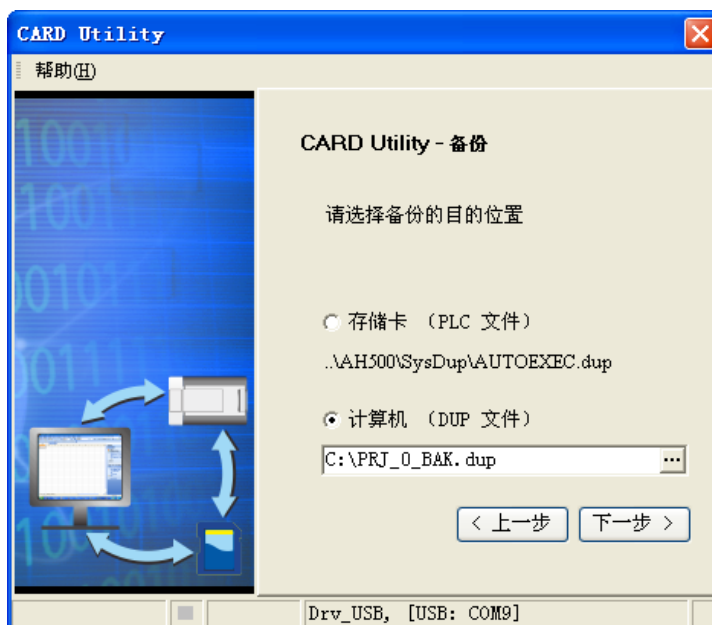 CARD Utility
帮助(H)
CARD Utility - 备份
请选择备份的目的位置
存储卡 （PLC 文件）
..\AH500\SysDup\AUTOEXEC.dup
计算机 （DUP 文件）
C:\PRJ_0_BAK.dup ...
< 上一步 下一步 >
Drv_USB, [USB: COM9]